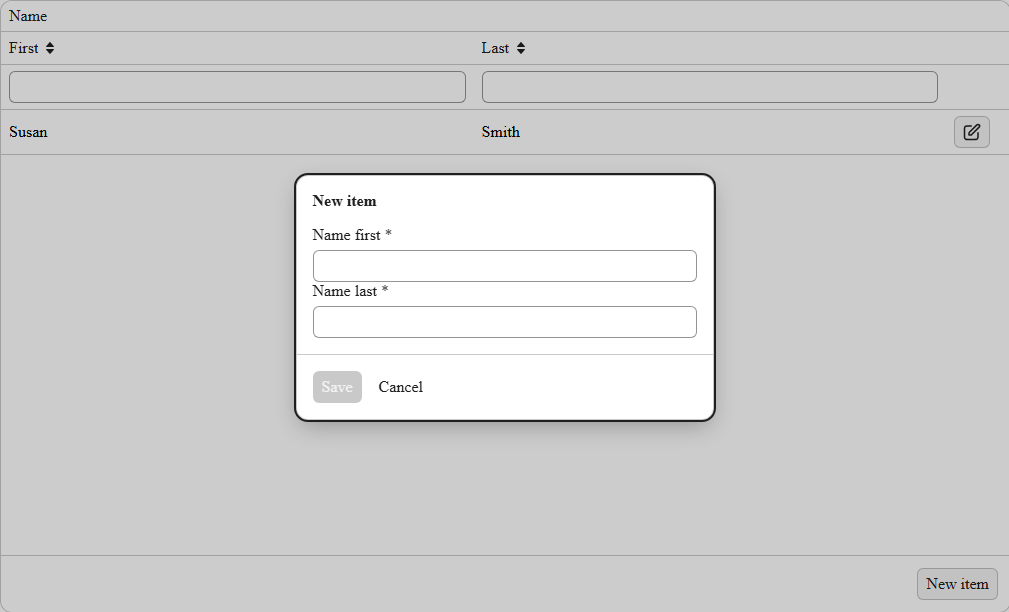 Name
First Last
Susan Smith
New item
Name first *
Name last *
Save Cancel
New item